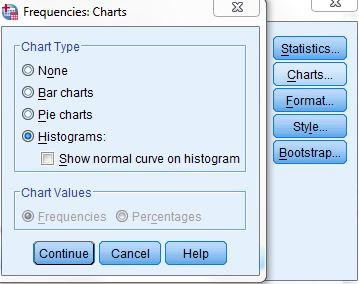 Frequencies: Charts
Chart Type
None
Bar charts
Pie charts
Histograms:
Show normal curve on histogram
Chart Values
Frequencies Percentages
Continue Cancel Help
Statistics...
Charts...
Format...
Style...
Bootstrap...